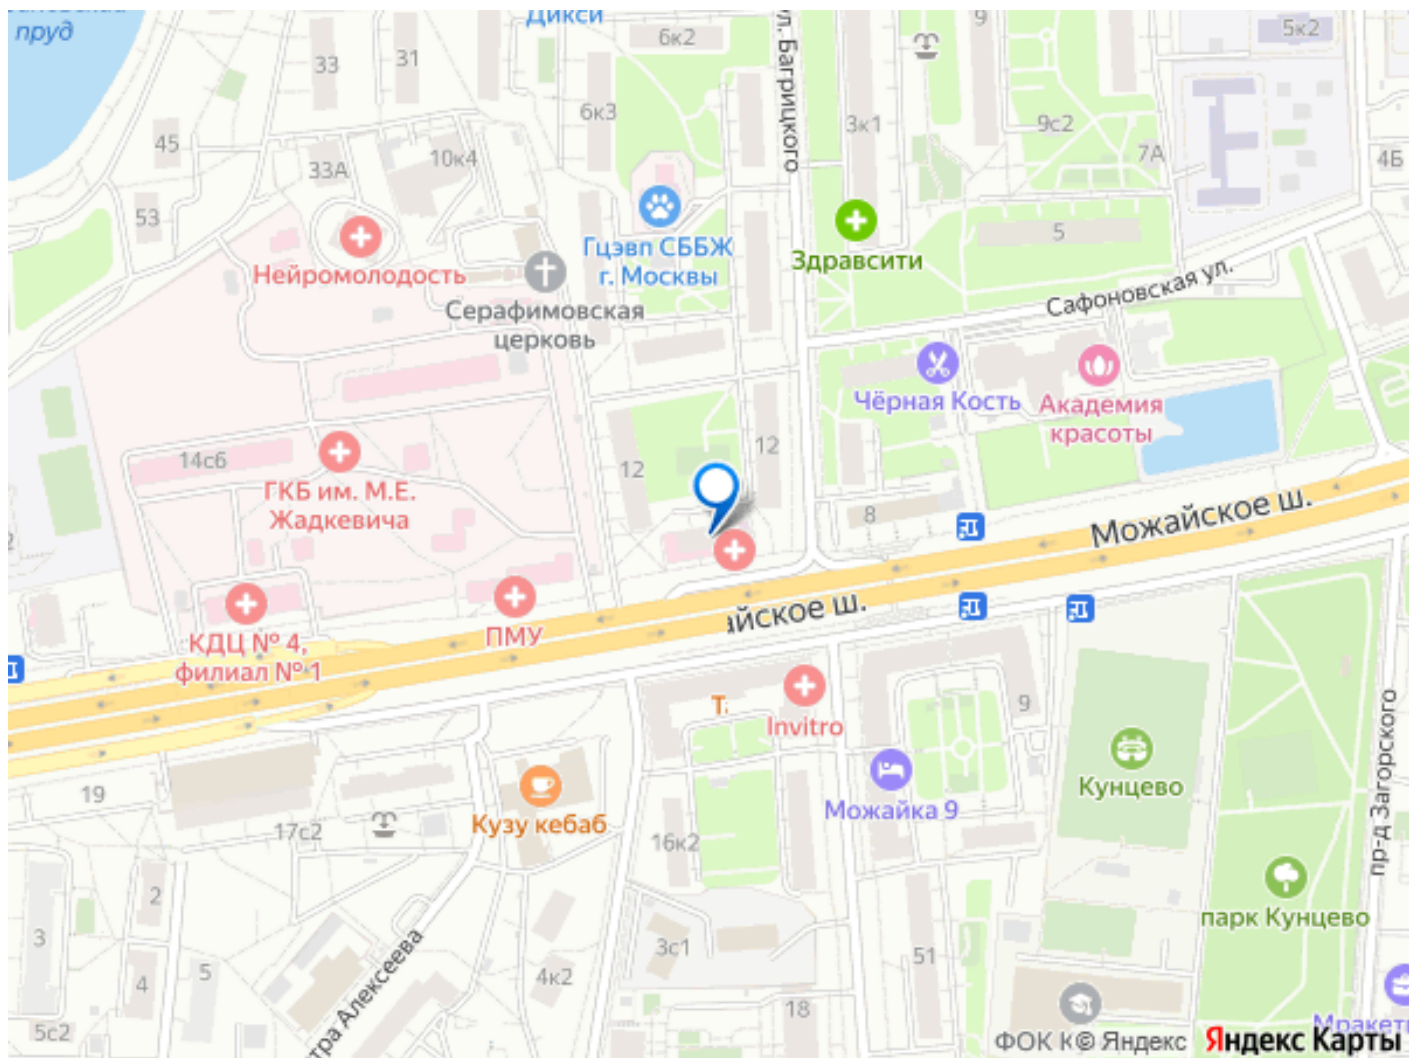 пруд
Дикси
6к2
9
5к2
33
31
ул. Багрицкого
6к3
3к1
9с2
45
10к4
7А
4Б
33А
53
5
Гцэвп СББЖ
г. Москвы
Здравсити
Нейромолодость
Сафоновская ул.
Серафимовская
церковь
Чёрная Кость
Академия
красоты
12
12
14с6
ГКБ им. М.Е.
Жадкевича
8
Можайское ш.
айское ш.
ПМУ
КДЦ № 4,
филиал № 1
Invitro
9
Кунцево
пр-д Загорского
Можайка 9
19
17с2
Кузу кебаб
16к2
2
парк Кунцево
3
3с1
51
5
4
4к2
тра Алексеева
18
5с2
ФОК К
© Яндекс
Яндекс Карты